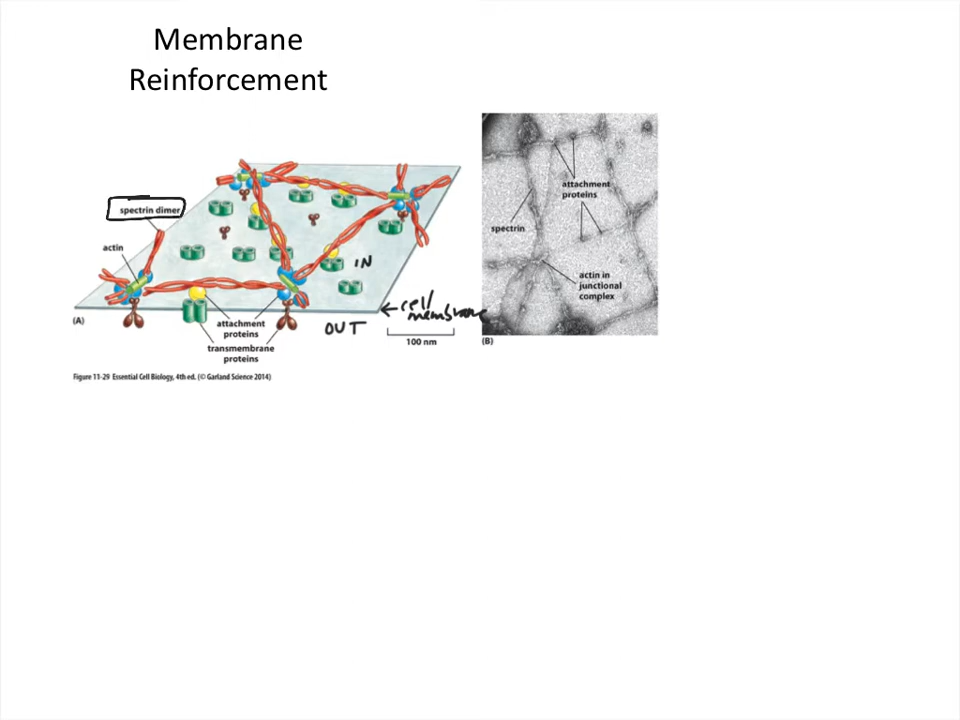 Membrane
Reinforcement
spectrin dimer
actin
IN
OUT
← cell
membrane
attachment
proteins
transmembrane
proteins
100 nm
(A)
attachment
proteins
spectrin
actin in
junctional
complex
(B)
Figure 11-29 Essential Cell Biology, 4th ed. (© Garland Science 2014)